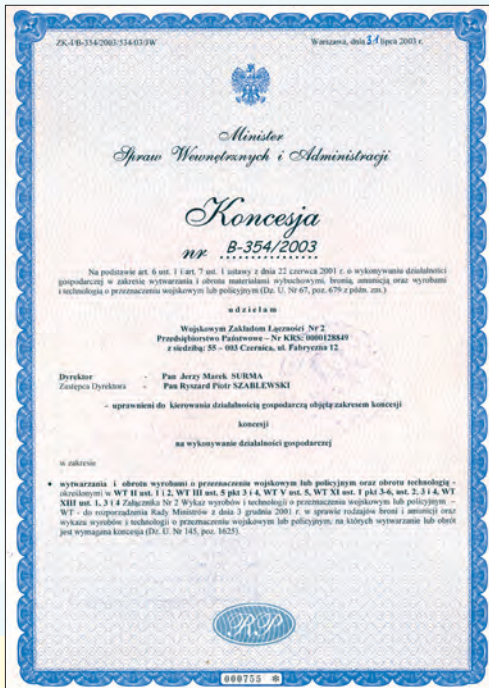 ZK-I/B-354/2003/534/03/JW
Warszawa, dnia 31 lipca 2003 r.
Minister
Spraw Wewnętrznych i Administracji
Koncesja
nr B-354/2003
Na podstawie art. 6 ust. 1 i art. 7 ust. 1 ustawy z dnia 22 czerwca 2001 r. o wykonywaniu działalności
gospodarczej w zakresie wytwarzania i obrotu materiałami wybuchowymi, bronią, amunicją oraz wyrobami
i technologią o przeznaczeniu wojskowym lub policyjnym (Dz. U. Nr 67, poz. 679 z późn. zm.)
udzielam
Wojskowym Zakładom Łączności Nr 2
Przedsiębiorstwo Państwowe – Nr KRS: 0000128849
z siedzibą: 55 – 003 Czernica, ul. Fabryczna 12
Dyrektor - Pan Jerzy Marek SURMA
Zastępca Dyrektora - Pan Ryszard Piotr SZABLEWSKI
- uprawnieni do kierowania działalnością gospodarczą objętą zakresem koncesji
koncesji
na wykonywanie działalności gospodarczej
w zakresie
• wytwarzania i obrotu wyrobami o przeznaczeniu wojskowym lub policyjnym oraz obrotu technologią -
określonymi w WT II ust. 1 i 2, WT III ust. 5 pkt 3 i 4, WT V ust. 5, WT XI ust. 1 pkt 3-6, ust. 2, 3 i 4, WT
XIII ust. 1, 3 i 4 Załącznika Nr 2 Wykaz wyrobów i technologii o przeznaczeniu wojskowym lub policyjnym –
WT - do rozporządzenia Rady Ministrów z dnia 3 grudnia 2001 r. w sprawie rodzajów broni i amunicji oraz
wykazu wyrobów i technologii o przeznaczeniu wojskowym lub policyjnym, na których wytwarzanie lub obrót
jest wymagana koncesja (Dz. U. Nr 145, poz. 1625).
RP
000755 *